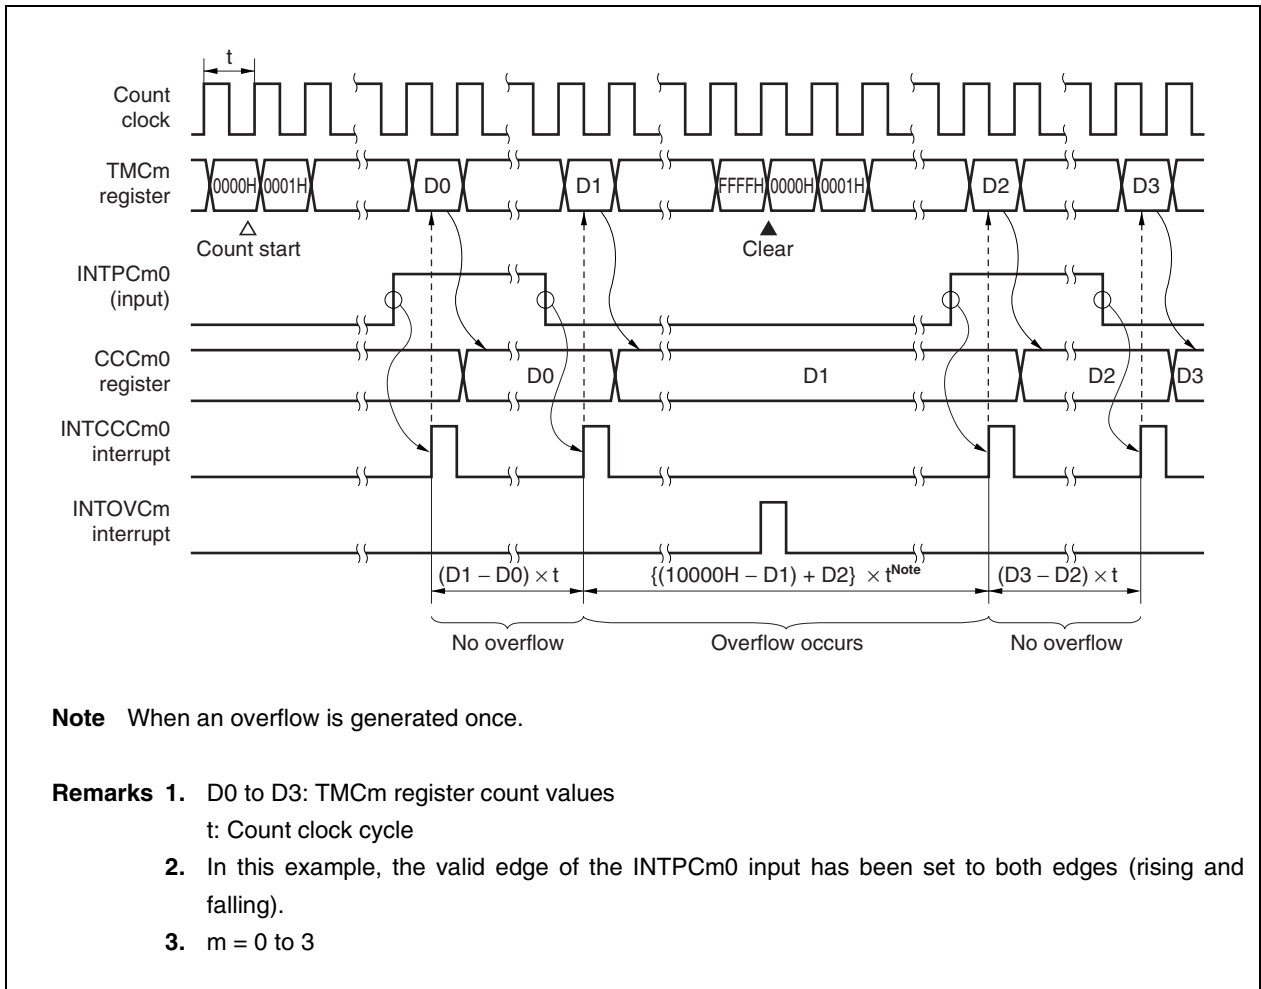 t
Count
clock
TMCm
register
0000H 0001H D0 D1 FFFFH 0000H 0001H D2 D3
Count start
Clear
INTPCm0
(input)
CCCm0
register
D0 D1 D2 D3
INTCCCm0
interrupt
INTOVCm
interrupt
(D1 − D0) × t {(10000H − D1) + D2} × tNote (D3 − D2) × t
No overflow Overflow occurs No overflow
Note When an overflow is generated once.
Remarks 1. D0 to D3: TMCm register count values
t: Count clock cycle
2. In this example, the valid edge of the INTPCm0 input has been set to both edges (rising and
falling).
3. m = 0 to 3